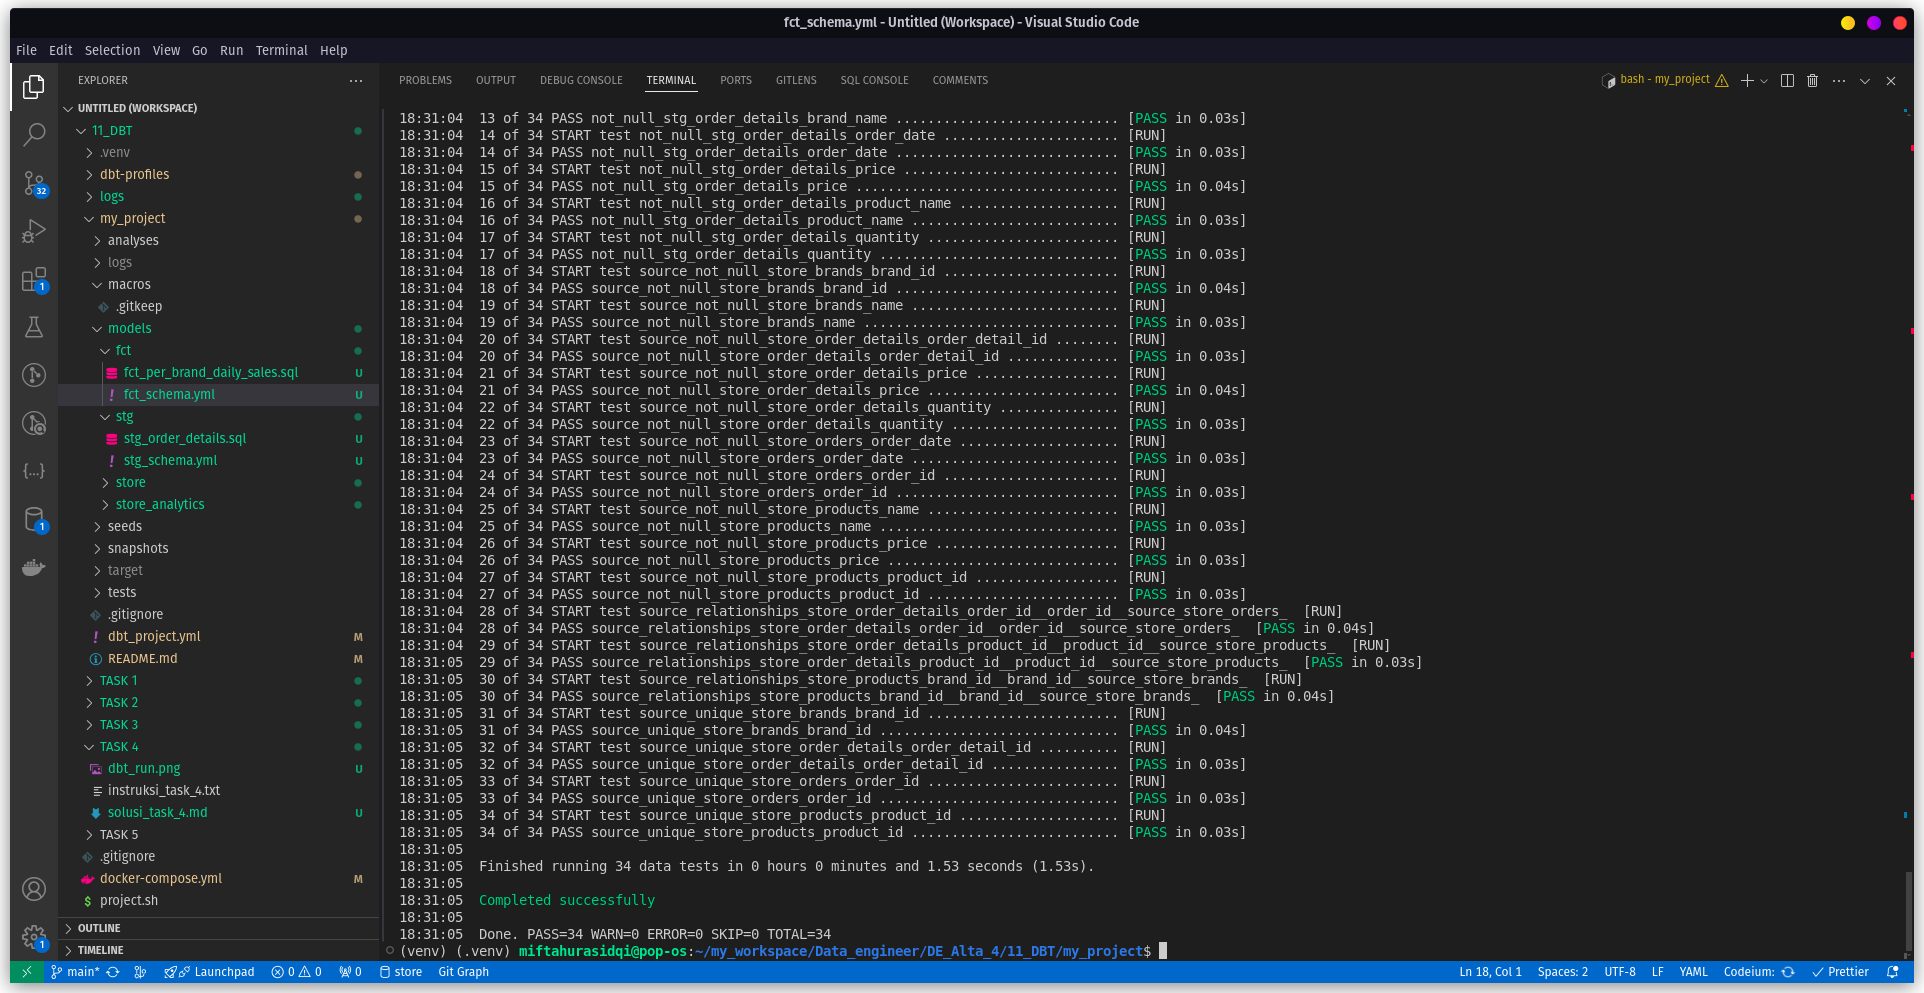 fct_schema.yml - Untitled (Workspace) - Visual Studio Code
File Edit Selection View Go Run Terminal Help
EXPLORER
UNTITLED (WORKSPACE)
11_DBT
.venv
dbt-profiles
logs
my_project
analyses
logs
macros
.gitkeep
models
fct
fct_per_brand_daily_sales.sql U
fct_schema.yml U
stg
stg_order_details.sql U
stg_schema.yml U
store
store_analytics
seeds
snapshots
target
tests
.gitignore
dbt_project.yml M
README.md M
TASK 1
TASK 2
TASK 3
TASK 4
dbt_run.png U
instruksi_task_4.txt
solusi_task_4.md U
TASK 5
.gitignore
docker-compose.yml M
project.sh
OUTLINE
TIMELINE
32
1
1
1
PROBLEMS OUTPUT DEBUG CONSOLE TERMINAL PORTS GITLENS SQL CONSOLE COMMENTS
bash - my_project
18:31:04 13 of 34 PASS not_null_stg_order_details_brand_name ............................ [PASS in 0.03s]
18:31:04 14 of 34 START test not_null_stg_order_details_order_date ...................... [RUN]
18:31:04 14 of 34 PASS not_null_stg_order_details_order_date ............................ [PASS in 0.03s]
18:31:04 15 of 34 START test not_null_stg_order_details_price ........................... [RUN]
18:31:04 15 of 34 PASS not_null_stg_order_details_price ................................. [PASS in 0.04s]
18:31:04 16 of 34 START test not_null_stg_order_details_product_name .................... [RUN]
18:31:04 16 of 34 PASS not_null_stg_order_details_product_name .......................... [PASS in 0.03s]
18:31:04 17 of 34 START test not_null_stg_order_details_quantity ........................ [RUN]
18:31:04 17 of 34 PASS not_null_stg_order_details_quantity .............................. [PASS in 0.03s]
18:31:04 18 of 34 START test source_not_null_store_brands_brand_id ...................... [RUN]
18:31:04 18 of 34 PASS source_not_null_store_brands_brand_id ............................ [PASS in 0.04s]
18:31:04 19 of 34 START test source_not_null_store_brands_name .......................... [RUN]
18:31:04 19 of 34 PASS source_not_null_store_brands_name ................................ [PASS in 0.03s]
18:31:04 20 of 34 START test source_not_null_store_order_details_order_detail_id ........ [RUN]
18:31:04 20 of 34 PASS source_not_null_store_order_details_order_detail_id .............. [PASS in 0.03s]
18:31:04 21 of 34 START test source_not_null_store_order_details_price .................. [RUN]
18:31:04 21 of 34 PASS source_not_null_store_order_details_price ........................ [PASS in 0.04s]
18:31:04 22 of 34 START test source_not_null_store_order_details_quantity ............... [RUN]
18:31:04 22 of 34 PASS source_not_null_store_order_details_quantity ..................... [PASS in 0.03s]
18:31:04 23 of 34 START test source_not_null_store_orders_order_date .................... [RUN]
18:31:04 23 of 34 PASS source_not_null_store_orders_order_date .......................... [PASS in 0.03s]
18:31:04 24 of 34 START test source_not_null_store_orders_order_id ...................... [RUN]
18:31:04 24 of 34 PASS source_not_null_store_orders_order_id ............................ [PASS in 0.03s]
18:31:04 25 of 34 START test source_not_null_store_products_name ........................ [RUN]
18:31:04 25 of 34 PASS source_not_null_store_products_name .............................. [PASS in 0.03s]
18:31:04 26 of 34 START test source_not_null_store_products_price ....................... [RUN]
18:31:04 26 of 34 PASS source_not_null_store_products_price ............................. [PASS in 0.03s]
18:31:04 27 of 34 START test source_not_null_store_products_product_id .................. [RUN]
18:31:04 27 of 34 PASS source_not_null_store_products_product_id ........................ [PASS in 0.03s]
18:31:04 28 of 34 START test source_relationships_store_order_details_order_id__order_id__source_store_orders_ [RUN]
18:31:04 28 of 34 PASS source_relationships_store_order_details_order_id__order_id__source_store_orders_ [PASS in 0.04s]
18:31:04 29 of 34 START test source_relationships_store_order_details_product_id__product_id__source_store_products_ [RUN]
18:31:05 29 of 34 PASS source_relationships_store_order_details_product_id__product_id__source_store_products_ [PASS in 0.03s]
18:31:05 30 of 34 START test source_relationships_store_products_brand_id__brand_id__source_store_brands_ [RUN]
18:31:05 30 of 34 PASS source_relationships_store_products_brand_id__brand_id__source_store_brands_ [PASS in 0.04s]
18:31:05 31 of 34 START test source_unique_store_brands_brand_id ........................ [RUN]
18:31:05 31 of 34 PASS source_unique_store_brands_brand_id .............................. [PASS in 0.04s]
18:31:05 32 of 34 START test source_unique_store_order_details_order_detail_id .......... [RUN]
18:31:05 32 of 34 PASS source_unique_store_order_details_order_detail_id ................ [PASS in 0.03s]
18:31:05 33 of 34 START test source_unique_store_orders_order_id ........................ [RUN]
18:31:05 33 of 34 PASS source_unique_store_orders_order_id .............................. [PASS in 0.03s]
18:31:05 34 of 34 START test source_unique_store_products_product_id .................... [RUN]
18:31:05 34 of 34 PASS source_unique_store_products_product_id .......................... [PASS in 0.03s]
18:31:05
18:31:05 Finished running 34 data tests in 0 hours 0 minutes and 1.53 seconds (1.53s).
18:31:05
18:31:05 Completed successfully
18:31:05
18:31:05 Done. PASS=34 WARN=0 ERROR=0 SKIP=0 TOTAL=34
(venv) (.venv) miftahurasidqi@pop-os:~/my_workspace/Data_engineer/DE_Alta_4/11_DBT/my_project$
main* Launchpad 0 0 0 store Git Graph Ln 18, Col 1 Spaces: 2 UTF-8 LF YAML Codeium: Prettier